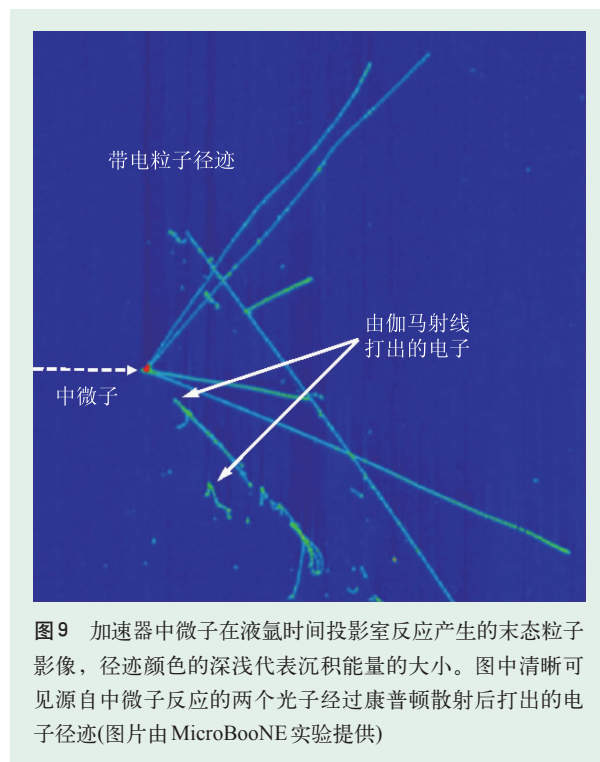 带电粒子径迹
由伽马射线
打出的电子
中微子
图9 加速器中微子在液氩时间投影室反应产生的末态粒子
影像，径迹颜色的深浅代表沉积能量的大小。图中清晰可
见源自中微子反应的两个光子经过康普顿散射后打出的电
子径迹(图片由MicroBooNE实验提供)